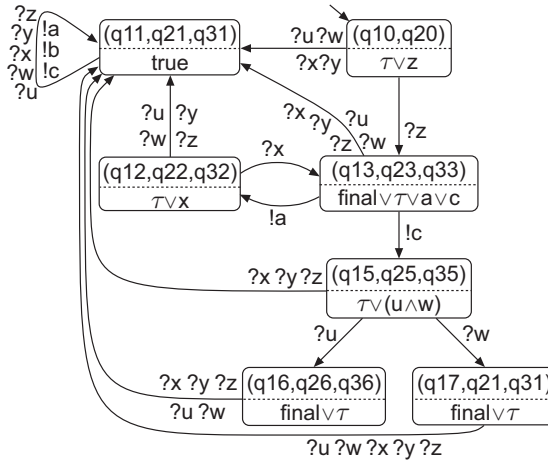 ?z
!a
?y
!b
?x
!c
?w
?u
(q11,q21,q31)
true
?u ?w
?x?y
(q10,q20)
τ∨z
?u ?y
?w ?z
?x ?y ?u
?z ?w
?z
(q12,q22,q32)
τ∨x
?x
!a
(q13,q23,q33)
final∨τ∨a∨c
!c
?x ?y ?z
(q15,q25,q35)
τ∨(u∧w)
?u
?w
?x ?y ?z
?u ?w
(q16,q26,q36)
final∨τ
(q17,q21,q31)
final∨τ
?u ?w ?x ?y ?z